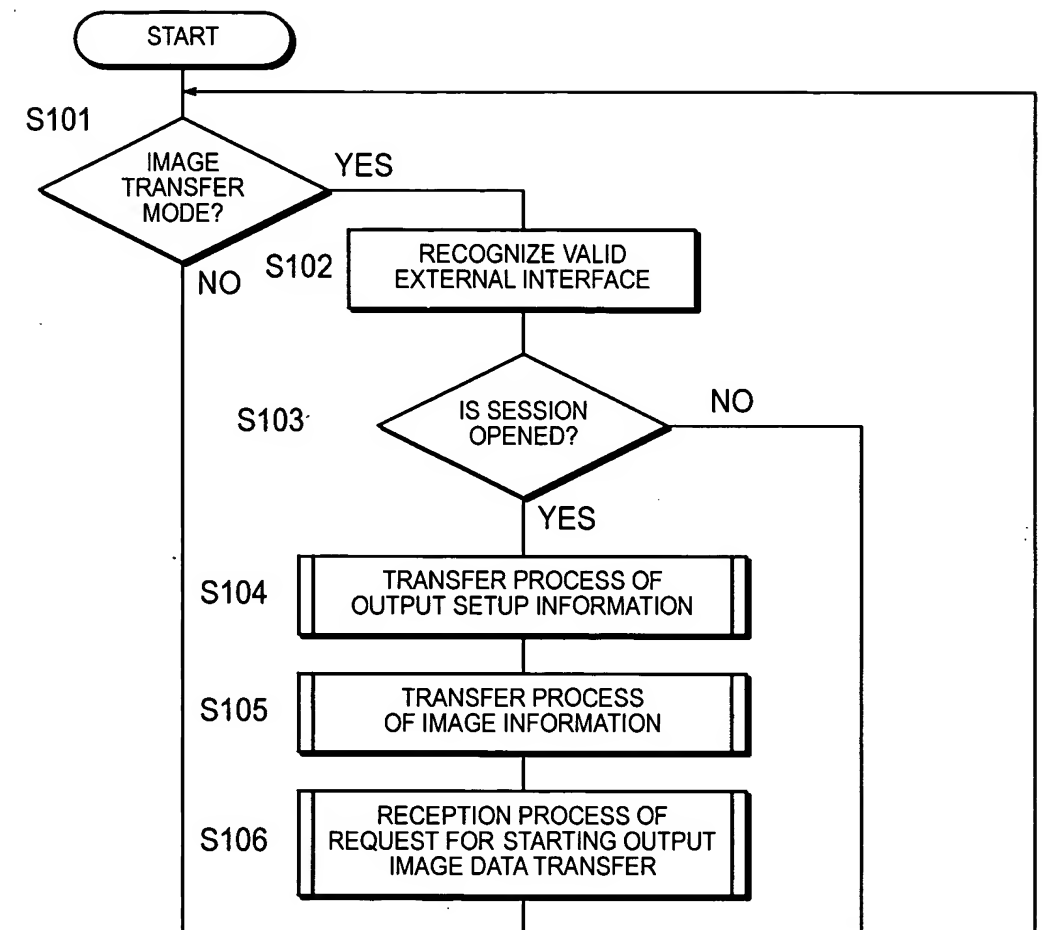 START
S101
IMAGE
TRANSFER
MODE?
YES
NO
S102
RECOGNIZE VALID
EXTERNAL INTERFACE
S103
IS SESSION
OPENED?
NO
YES
S104
TRANSFER PROCESS OF
OUTPUT SETUP INFORMATION
S105
TRANSFER PROCESS
OF IMAGE INFORMATION
S106
RECEPTION PROCESS OF
REQUEST FOR STARTING OUTPUT
IMAGE DATA TRANSFER